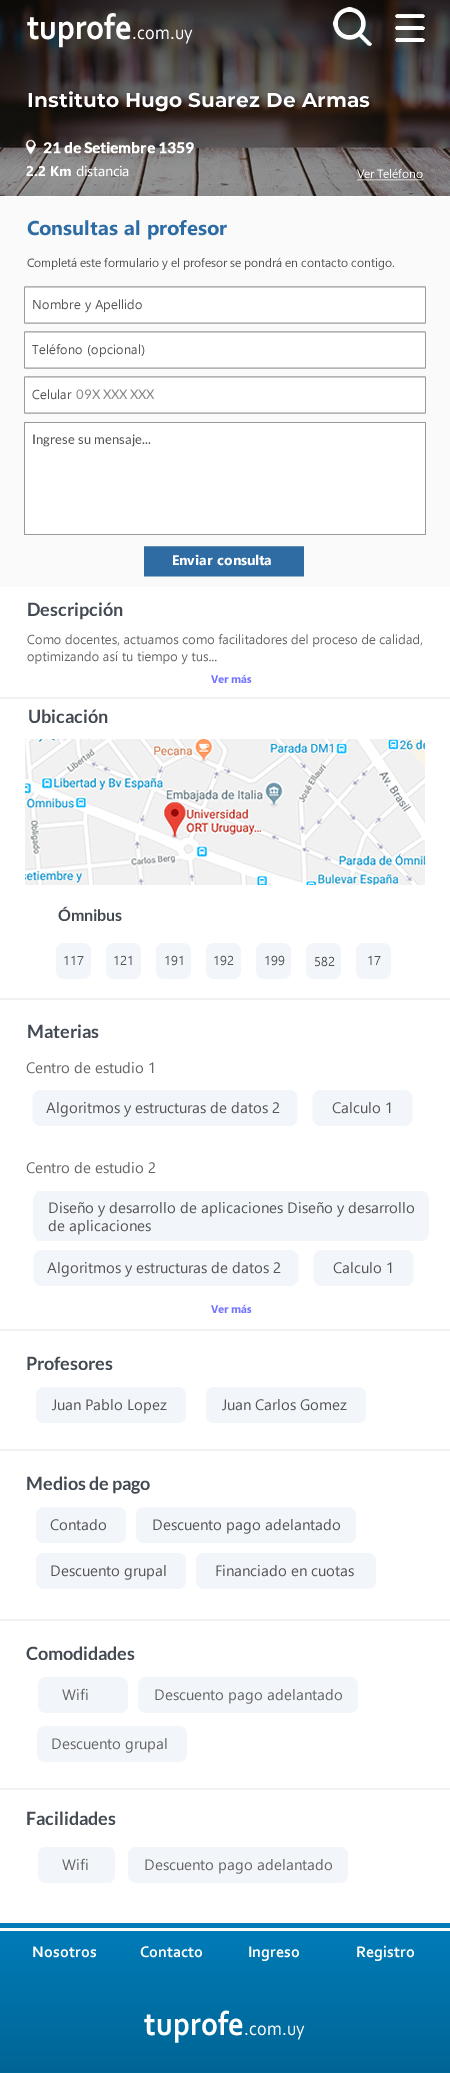 tuprofe.com.uy
Instituto Hugo Suarez De Armas
21 de Setiembre 1359
2.2 Km distancia
Ver Teléfono
Consultas al profesor
Completá este formulario y el profesor se pondrá en contacto contigo.
Nombre y Apellido
Teléfono (opcional)
Celular 09X XXX XXX
Ingrese su mensaje...
Enviar consulta
Descripción
Como docentes, actuamos como facilitadores del proceso de calidad,
optimizando así tu tiempo y tus...
Ver más
Ubicación
Pecana
Parada DM1
26 de
Libertad
Libertad y Bv España
Embajada de Italia
José Ellauri
Av. Brasil
Omnibus
Universidad
ORT Uruguay...
Obligado
Carlos Berg
Parada de Ómnil
setiembre y
Bulevar España
Ómnibus
117 121 191 192 199 582 17
Materias
Centro de estudio 1
Algoritmos y estructuras de datos 2 Calculo 1
Centro de estudio 2
Diseño y desarrollo de aplicaciones Diseño y desarrollo
de aplicaciones
Algoritmos y estructuras de datos 2 Calculo 1
Ver más
Profesores
Juan Pablo Lopez Juan Carlos Gomez
Medios de pago
Contado Descuento pago adelantado
Descuento grupal Financiado en cuotas
Comodidades
Wifi Descuento pago adelantado
Descuento grupal
Facilidades
Wifi Descuento pago adelantado
Nosotros Contacto Ingreso Registro
tuprofe.com.uy